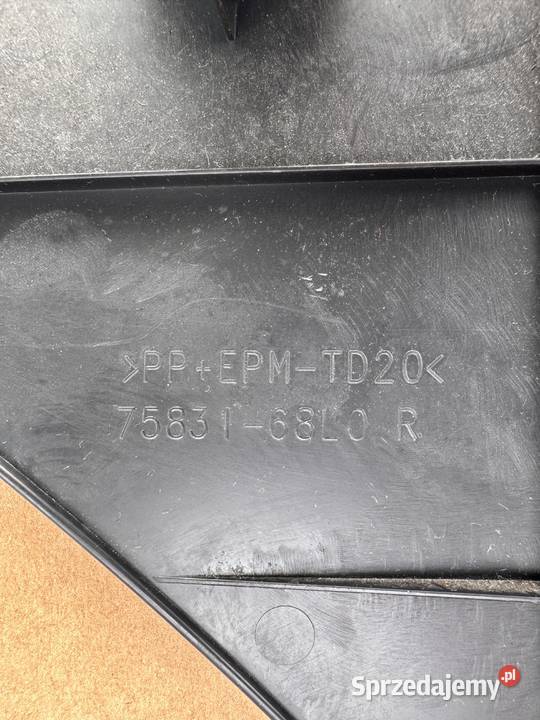 >PP+EPM-TD20<
75831-68L0 R
Sprzedajemy.pl